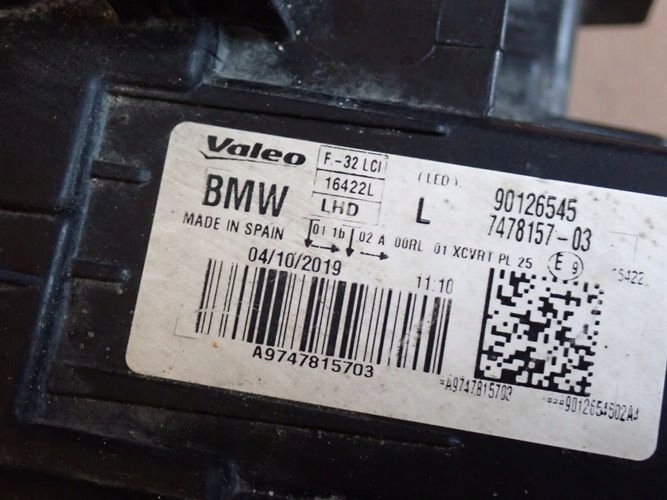 Valeo
F.-32 LCI
16422L
LHD
BMW
(LED)
L
90126545
7478157-03
MADE IN SPAIN
01 1b 02 A 00RL 01 XCVRT PL 25 E 9
04/10/2019
11:10
A9747815703
A9747815703